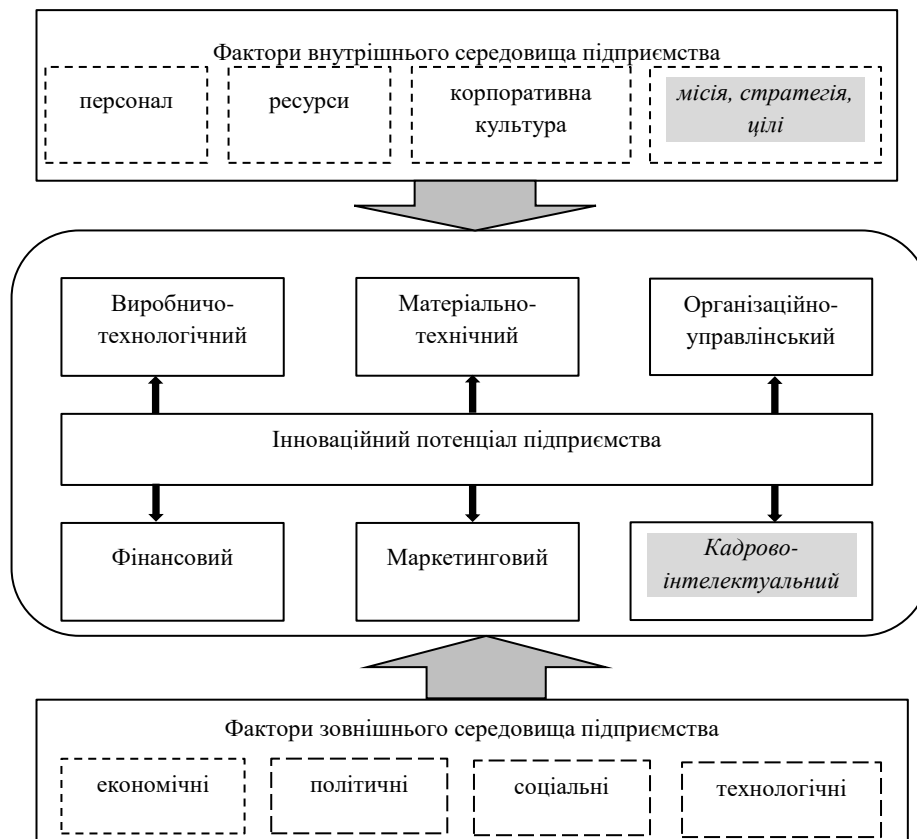 Фактори внутрішнього середовища підприємства
персонал
ресурси
корпоративна
культура
місія, стратегія,
цілі
Виробничо-
технологічний
Матеріально-
технічний
Організаційно-
управлінський
Інноваційний потенціал підприємства
Фінансовий
Маркетинговий
Кадрово-
інтелектуальний
Фактори зовнішнього середовища підприємства
економічні
політичні
соціальні
технологічні